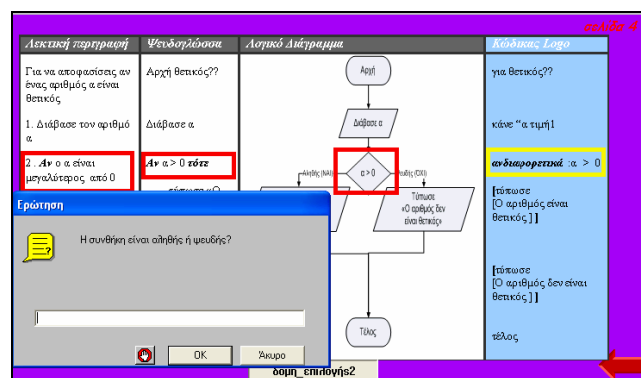 σελίδα 4
Λεκτική περιγραφή
Ψευδογλώσσα
Λογικό Διάγραμμα
Κώδικας Logo
Για να αποφασίσεις αν
ένας αριθμός α είναι
θετικός
1. Διάβασε τον αριθμό
α
2 . Αν ο α είναι
μεγαλύτερος από 0
Αρχή θετικός??
Διάβασε α
Αν α > 0 τότε
τύπωσε «Ο
Αρχή
Διάβασε α
Αληθής (ΝΑΙ)
α > 0
Ψευδής (ΟΧΙ)
Τύπωσε
«Ο αριθμός δεν
είναι θετικός»
Τέλος
για θετικός??
κάνε "α τιμή1
ανδιαφορετικά :α > 0
[τύπωσε
[Ο αριθμός είναι
θετικός ] ]
[τύπωσε
[Ο αριθμός δεν είναι
θετικός ] ]
τέλος
Ερώτηση
Η συνθήκη είναι αληθής ή ψευδής?
OK
Άκυρο
δομη_επιλογής2